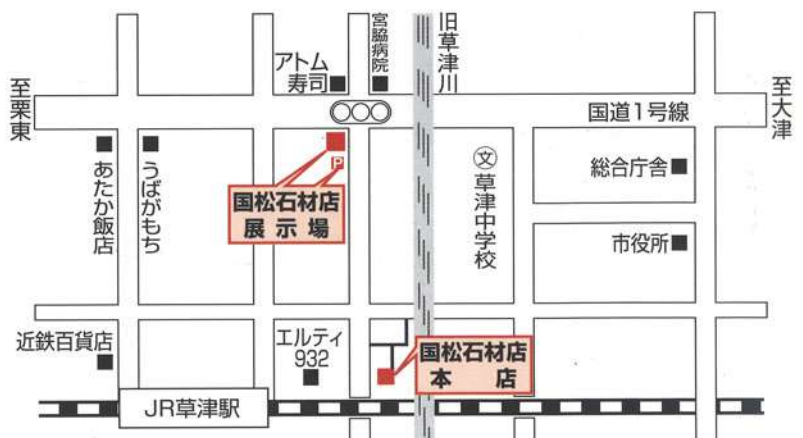 至栗東
アトム
寿司
宮脇病院
旧草津川
国道1号線
至大津
あたか飯店
うばがもち
P
国松石材店
展示場
文
草津中学校
総合庁舎
市役所
近鉄百貨店
エルティ
932
国松石材店
本店
JR草津駅